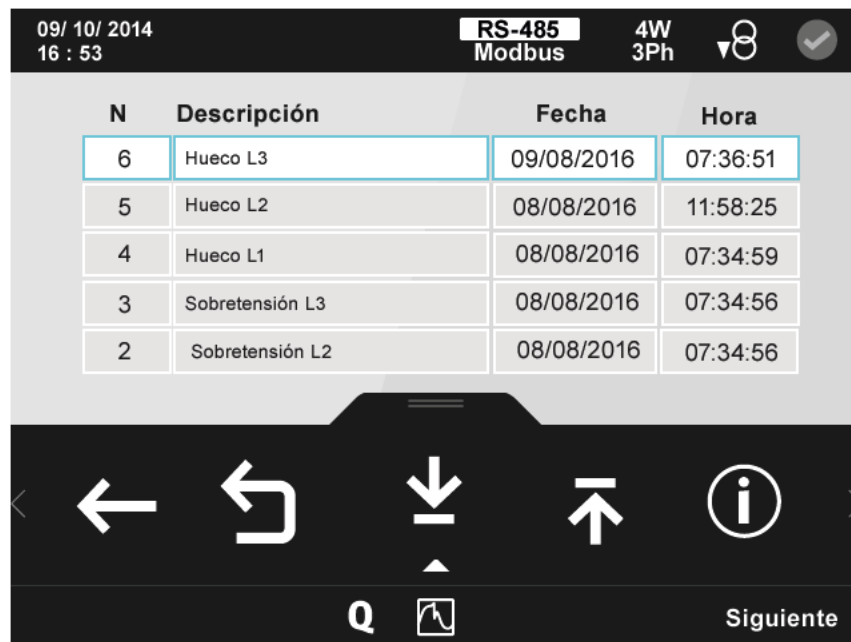 09/ 10/ 2014 RS-485 4W
16 : 53 Modbus 3Ph
N Descripción Fecha Hora
6 Hueco L3 09/08/2016 07:36:51
5 Hueco L2 08/08/2016 11:58:25
4 Hueco L1 08/08/2016 07:34:59
3 Sobretensión L3 08/08/2016 07:34:56
2 Sobretensión L2 08/08/2016 07:34:56
Q Siguiente